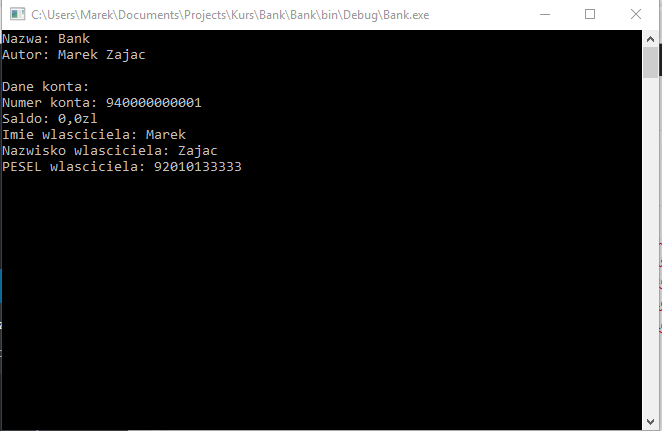 C:\Users\Marek\Documents\Projects\Kurs\Bank\Bank\bin\Debug\Bank.exe
Nazwa: Bank
Autor: Marek Zajac
Dane konta:
Numer konta: 940000000001
Saldo: 0,0zl
Imie wlasciciela: Marek
Nazwisko wlasciciela: Zajac
PESEL wlasciciela: 92010133333